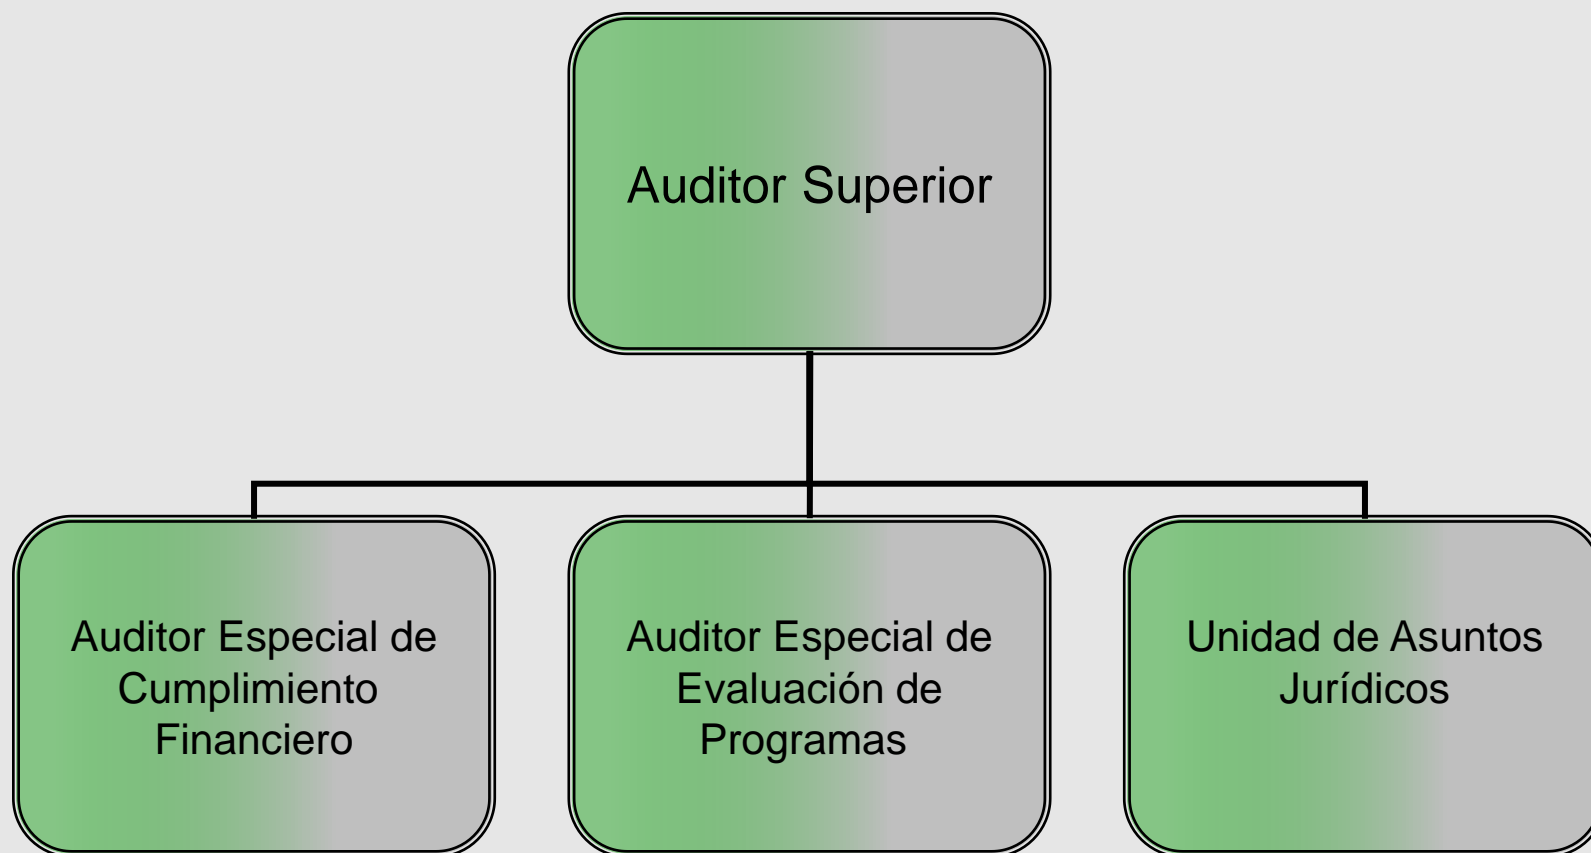 Auditor Superior
Auditor Especial de
Cumplimiento
Financiero
Auditor Especial de
Evaluación de
Programas
Unidad de Asuntos
Jurídicos